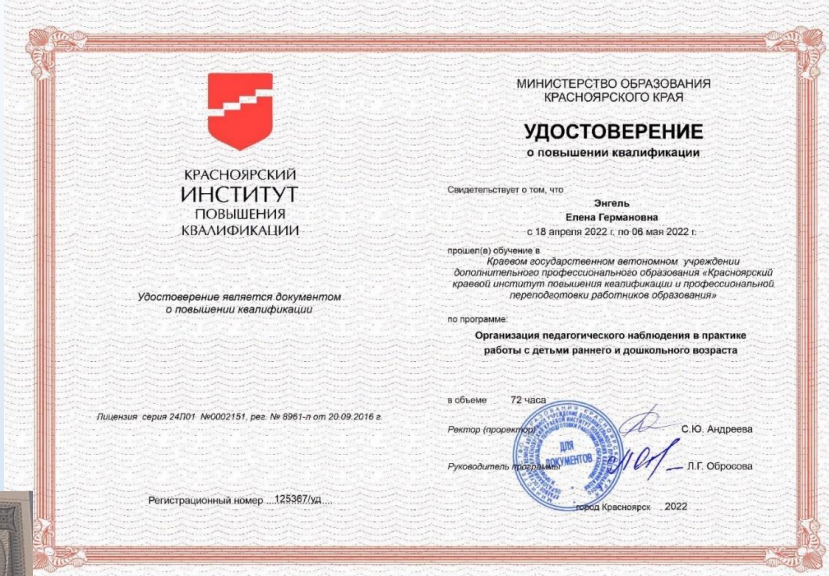 КРАСНОЯРСКИЙ
ИНСТИТУТ
ПОВЫШЕНИЯ
КВАЛИФИКАЦИИ
Удостоверение является документом
о повышении квалификации
Лицензия серия 24Л01 №0002151, рег. № 8961-л от 20.09.2016 г.
Регистрационный номер 125367/уд
МИНИСТЕРСТВО ОБРАЗОВАНИЯ
КРАСНОЯРСКОГО КРАЯ
УДОСТОВЕРЕНИЕ
о повышении квалификации
Свидетельствует о том, что
Энгель
Елена Германовна
с 18 апреля 2022 г. по 06 мая 2022 г.
прошел(а) обучение в
Краевом государственном автономном учреждении
дополнительного профессионального образования «Красноярский
краевой институт повышения квалификации и профессиональной
переподготовки работников образования»
по программе:
Организация педагогического наблюдения в практике
работы с детьми раннего и дошкольного возраста
в объеме 72 часа
Ректор (проректор) С.Ю. Андреева
ДЛЯ
ДОКУМЕНТОВ
Руководитель программы Л.Г. Обросова
город Красноярск 2022